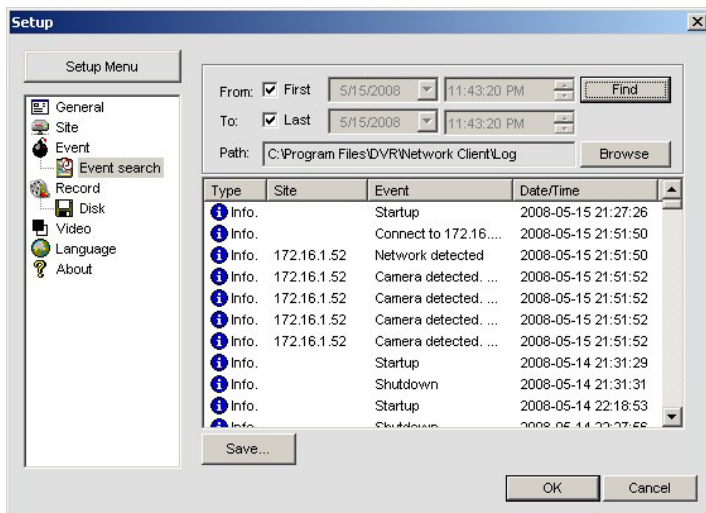 Setup
Setup Menu
General
Site
Event
Event search
Record
Disk
Video
Language
About
From: First 5/15/2008 11:43:20 PM Find
To: Last 5/15/2008 11:43:20 PM
Path: C:\Program Files\DVR\Network Client\Log Browse
Type Site Event Date/Time
Info. Startup 2008-05-15 21:27:26
Info. Connect to 172.16.... 2008-05-15 21:51:50
Info. 172.16.1.52 Network detected 2008-05-15 21:51:50
Info. 172.16.1.52 Camera detected. ... 2008-05-15 21:51:52
Info. 172.16.1.52 Camera detected. ... 2008-05-15 21:51:52
Info. 172.16.1.52 Camera detected. ... 2008-05-15 21:51:52
Info. 172.16.1.52 Camera detected. ... 2008-05-15 21:51:52
Info. Startup 2008-05-14 21:31:29
Info. Shutdown 2008-05-14 21:31:31
Info. Startup 2008-05-14 22:18:53
Info. Shutdown 2008-05-14 22:27:56
Save...
OK Cancel